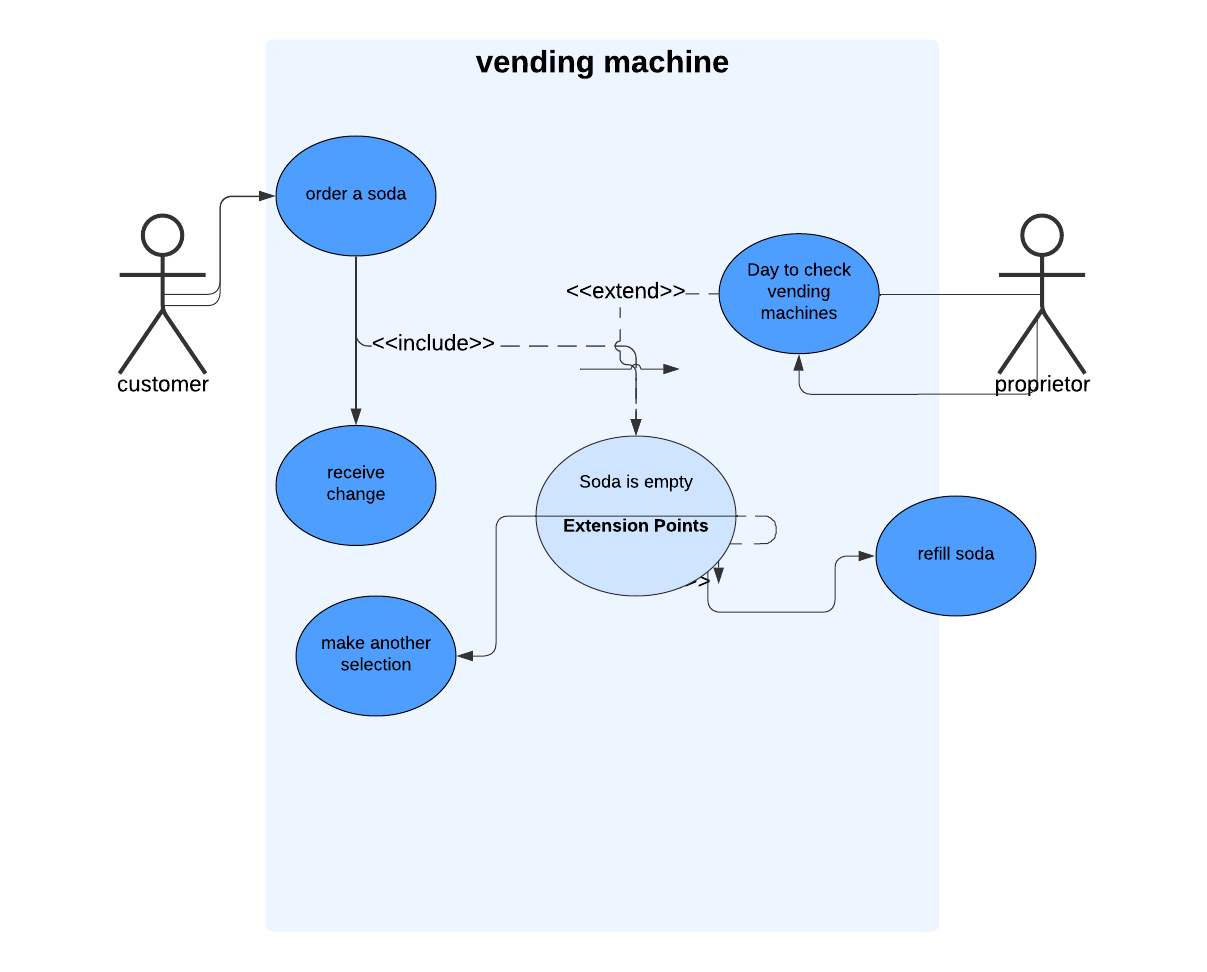 vending machine
order a soda
Day to check
vending
machines
<<extend>>
<<include>>
customer
proprietor
receive
change
Soda is empty
Extension Points
refill soda
>
make another
selection